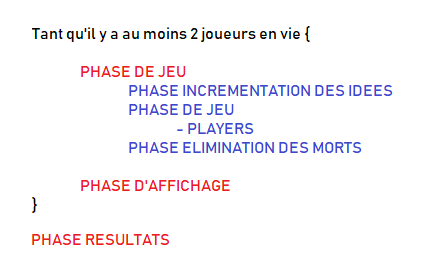 Tant qu'il y a au moins 2 joueurs en vie {
PHASE DE JEU
PHASE INCREMENTATION DES IDEES
PHASE DE JEU
- PLAYERS
PHASE ELIMINATION DES MORTS
PHASE D'AFFICHAGE
}
PHASE RESULTATS